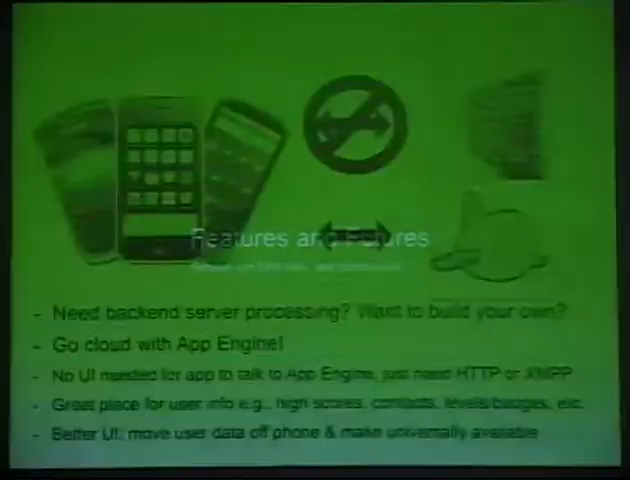 Features and Futures
- Need backend server processing? Want to build your own?
- Go cloud with App Engine!
- No UI needed for app to talk to App Engine, just need HTTP or XMPP
- Great place for user info e.g., high scores, contacts, levels/badges, etc.
- Better UI: move user data off phone & make universally available